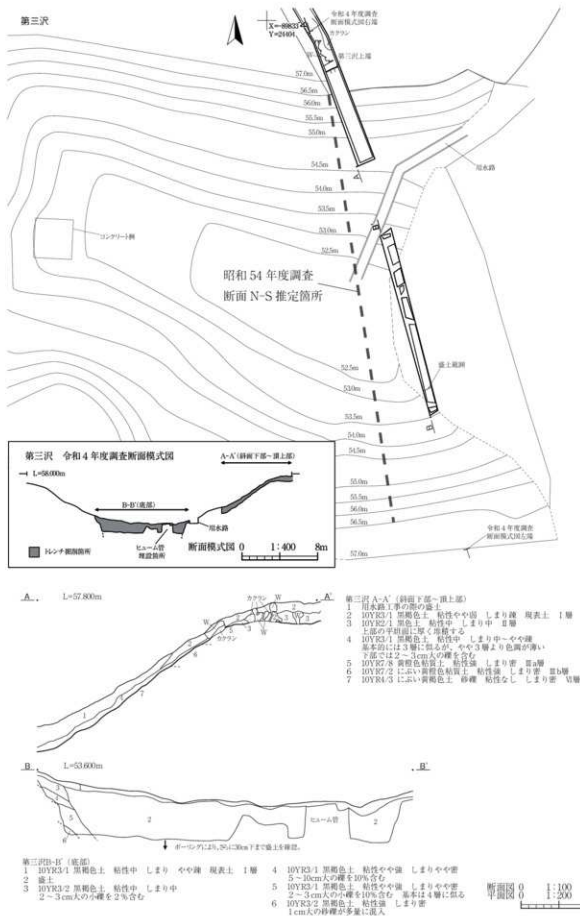 第三沢
令和4年度調査
断面模式図右端
カクラン
X=-89833
Y=24404
W
第三沢上端
57.0m
56.5m
56.0m
55.5m
55.0m
54.5m
54.0m
53.5m
53.0m
52.5m
A
用水路
B
コンクリート桝
昭和54年度調査
断面N-S推定箇所
盛土範囲
52.5m
53.0m
53.5m
B'
54.0m
54.5m
55.0m
55.5m
56.0m
56.5m
57.0m
令和4年度調査
断面模式図左端
第三沢 令和4年度調査断面模式図
A-A'(斜面下部~頂上部)
L=58.000m
B-B'(底部)
用水路
トレンチ掘削箇所
ヒューム管
埋設箇所
断面模式図 0 1:400 8m
A L=57.800m A'
カクラン W
カクラン
第三沢 A-A'(斜面下部~頂上部)
1 用水路工事の際の盛土
2 10YR3/1 黒褐色土 粘性やや弱 しまり疎 現表土 Ⅰ層
3 10YR2/1 黒色土 粘性中 しまり中 Ⅱ層
上部の平坦面に厚く堆積する
4 10YR3/1 黒褐色土 粘性中 しまり中~やや疎
基本的には3層に似るが、やや3層より色調が薄い
下部では2~3cm大の礫を含む
5 10YR7/8 黄橙色粘質土 粘性強 しまり密 Ⅲa層
6 10YR7/2 にぶい黄橙色粘質土 粘性強 しまり密 Ⅲb層
7 10YR4/3 にぶい黄褐色土 砂礫 粘性なし しまり密 Ⅵ層
B L=53.600m B'
ヒューム管
ボーリングにより、さらに30cm下まで盛土を確認。
第三沢B-B'(底部)
1 10YR3/1 黒褐色土 粘性中 しまり やや疎 現表土 Ⅰ層
2 盛土
3 10YR3/2 黒褐色土 粘性中 しまり中
2~3cm大の小礫を2%含む
4 10YR3/1 黒褐色土 粘性やや強 しまりやや密
5~10cm大の礫を10%含む
5 10YR3/1 黒褐色土 粘性やや強 しまりやや密
2~3cm大の小礫を10%含む 基本は4層に似る
6 10YR3/2 黒褐色土 粘性強 しまり密
1cm大の砂礫が多量に混入
断面図 0 1:100
平面図 0 1:200